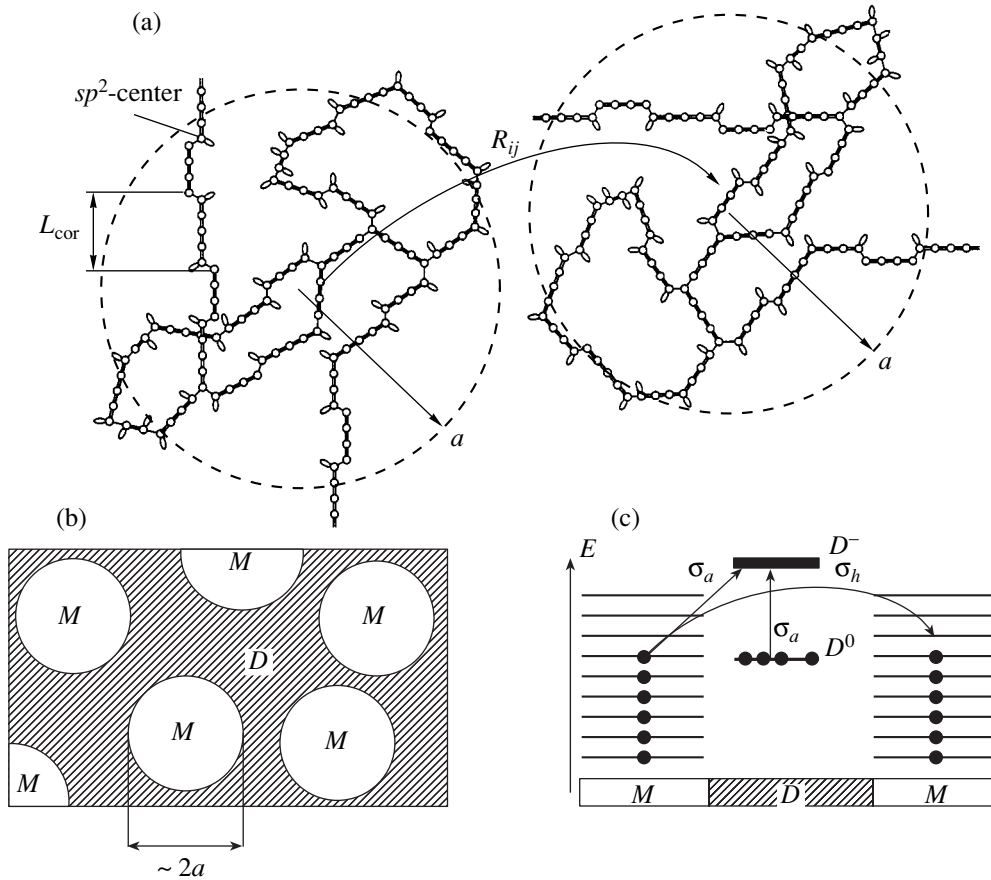 (a)
sp²-center
R_ij
L_cor
a
a
(b)
M
M
M
D
M
M
M
~ 2a
(c)
E
D⁻
σ_a
σ_h
σ_a
D⁰
M
D
M